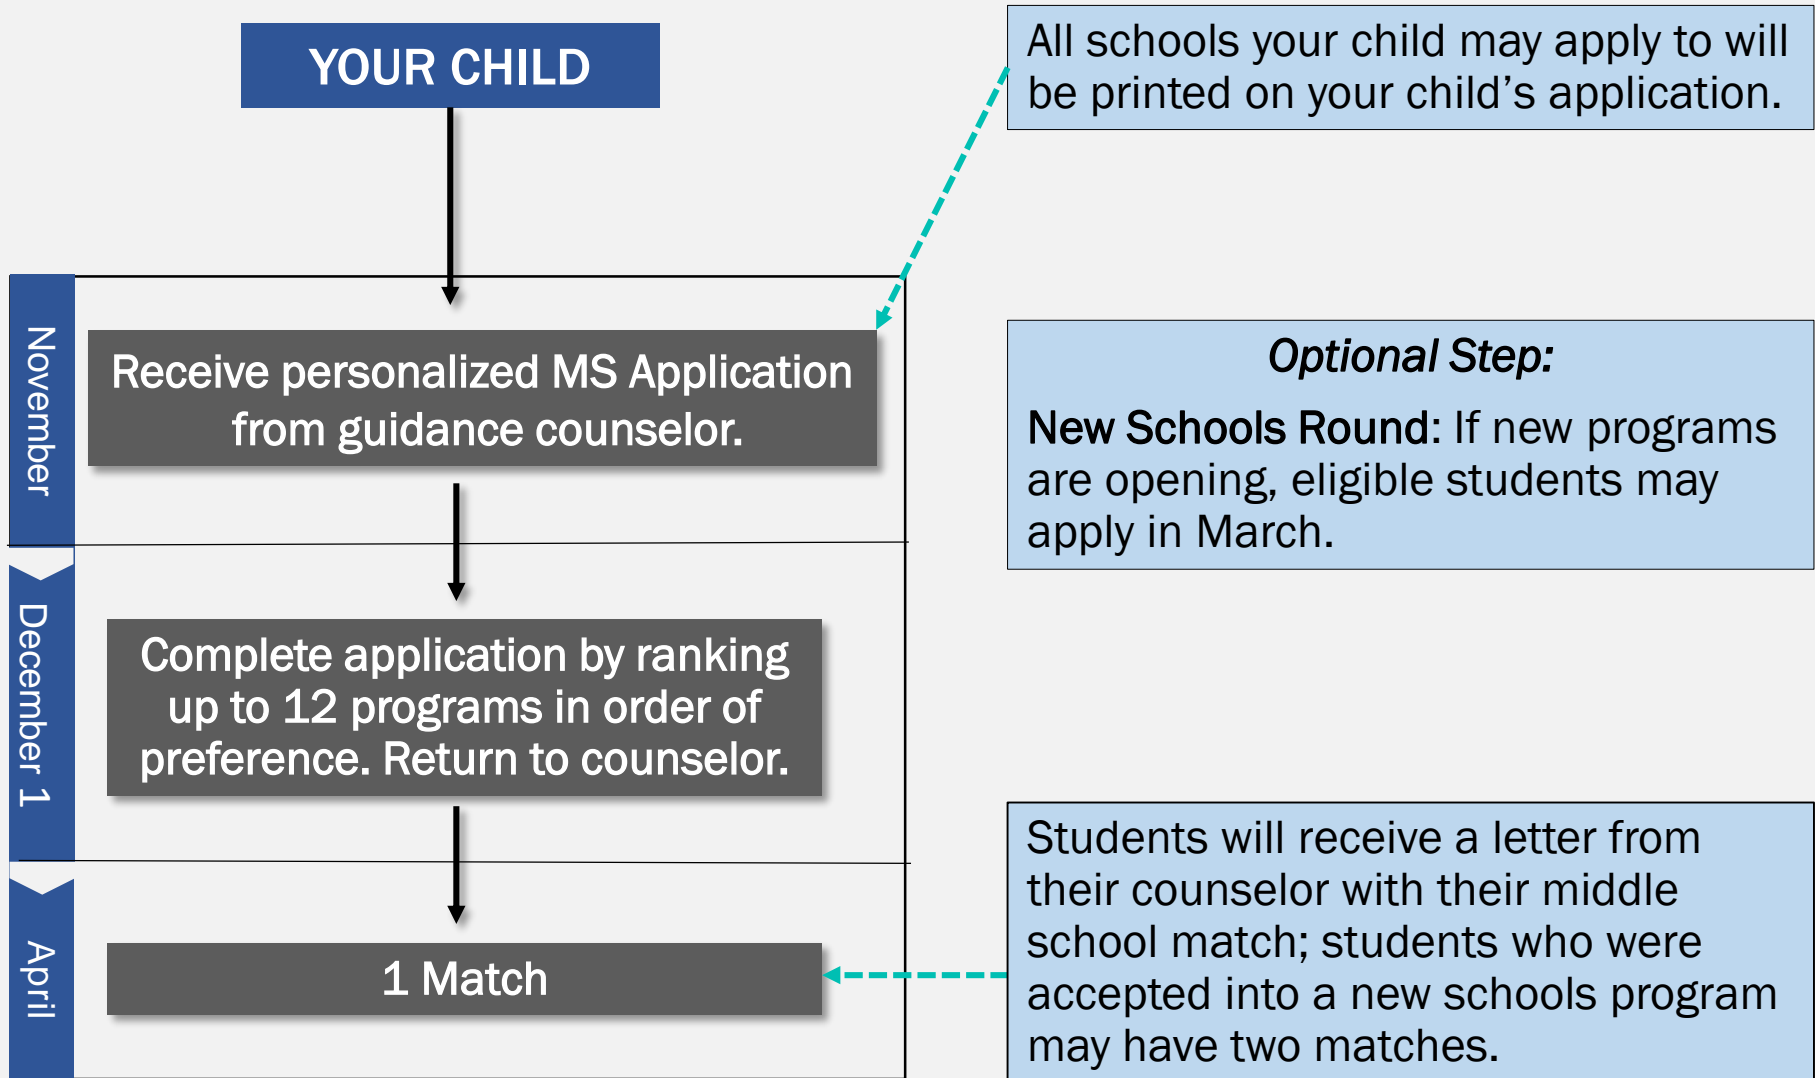 YOUR CHILD
All schools your child may apply to will
be printed on your child’s application.
November
Receive personalized MS Application
from guidance counselor.
Optional Step:
New Schools Round: If new programs
are opening, eligible students may
apply in March.
December 1
Complete application by ranking
up to 12 programs in order of
preference. Return to counselor.
April
1 Match
Students will receive a letter from
their counselor with their middle
school match; students who were
accepted into a new schools program
may have two matches.